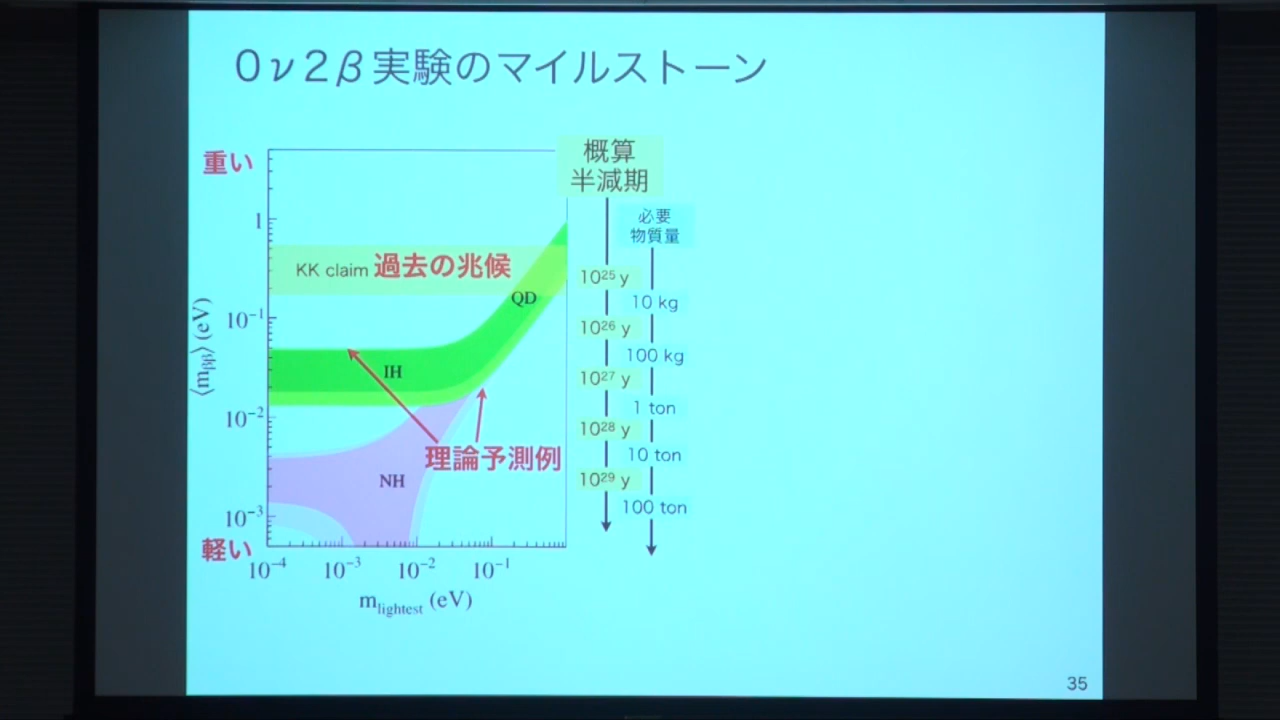 0ν2β実験のマイルストーン
重い
概算
半減期
必要
物質量
1
KK claim 過去の兆候
10²⁵ y
QD
10 kg
10⁻¹
10²⁶ y
⟨mββ⟩ (eV)
IH
100 kg
10²⁷ y
10⁻²
1 ton
10²⁸ y
理論予測例
10 ton
NH
10²⁹ y
10⁻³
100 ton
軽い
10⁻⁴ 10⁻³ 10⁻² 10⁻¹
m_lightest (eV)
35